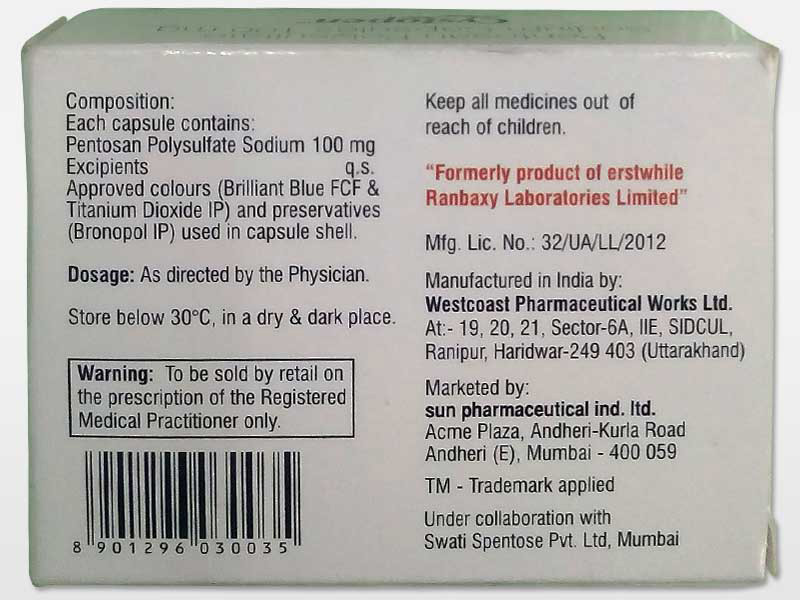 Cystopen
Composition:
Each capsule contains:
Pentosan Polysulfate Sodium 100 mg
Excipients q.s.
Approved colours (Brilliant Blue FCF &
Titanium Dioxide IP) and preservatives
(Bronopol IP) used in capsule shell.
Dosage: As directed by the Physician.
Store below 30°C, in a dry & dark place.
Warning: To be sold by retail on
the prescription of the Registered
Medical Practitioner only.
8 901296 030035
Keep all medicines out of
reach of children.
"Formerly product of erstwhile
Ranbaxy Laboratories Limited"
Mfg. Lic. No.: 32/UA/LL/2012
Manufactured in India by:
Westcoast Pharmaceutical Works Ltd.
At:- 19, 20, 21, Sector-6A, IIE, SIDCUL,
Ranipur, Haridwar-249 403 (Uttarakhand)
Marketed by:
sun pharmaceutical ind. ltd.
Acme Plaza, Andheri-Kurla Road
Andheri (E), Mumbai - 400 059
TM - Trademark applied
Under collaboration with
Swati Spentose Pvt. Ltd, Mumbai